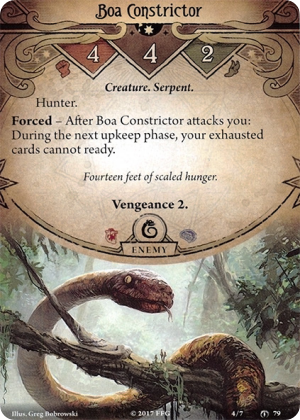 Boa Constrictor
4 4 2
Creature. Serpent.
Hunter.
Forced – After Boa Constrictor attacks you:
During the next upkeep phase, your exhausted
cards cannot ready.
Fourteen feet of scaled hunger.
Vengeance 2.
ENEMY
Illus. Greg Bobrowski © 2017 FFG 4/7 79